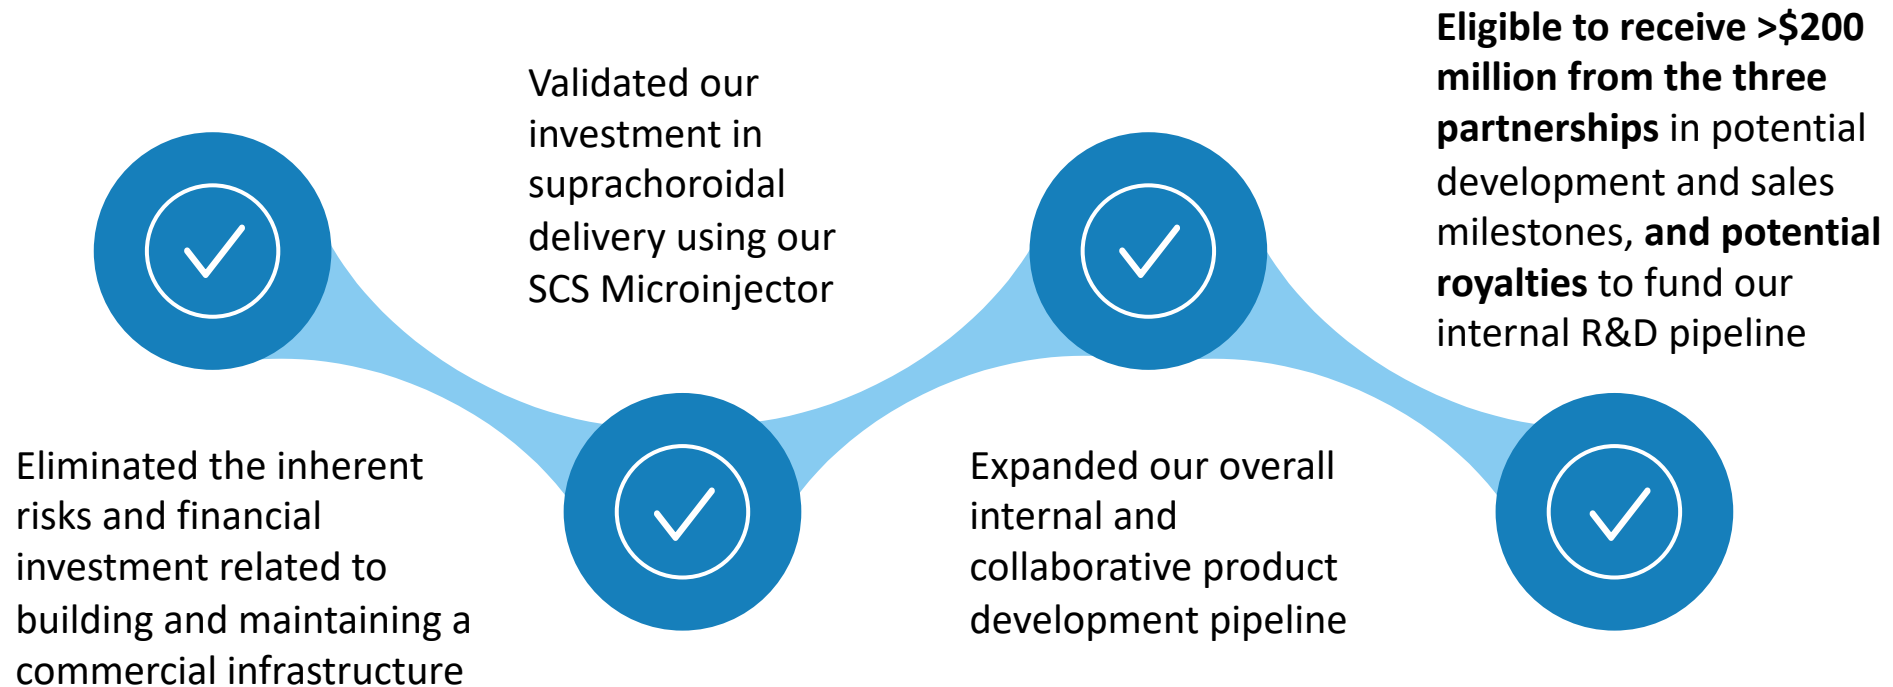 Eliminated the inherent
risks and financial
investment related to
building and maintaining a
commercial infrastructure
Validated our
investment in
suprachoroidal
delivery using our
SCS Microinjector
Expanded our overall
internal and
collaborative product
development pipeline
Eligible to receive >$200
million from the three
partnerships in potential
development and sales
milestones, and potential
royalties to fund our
internal R&D pipeline